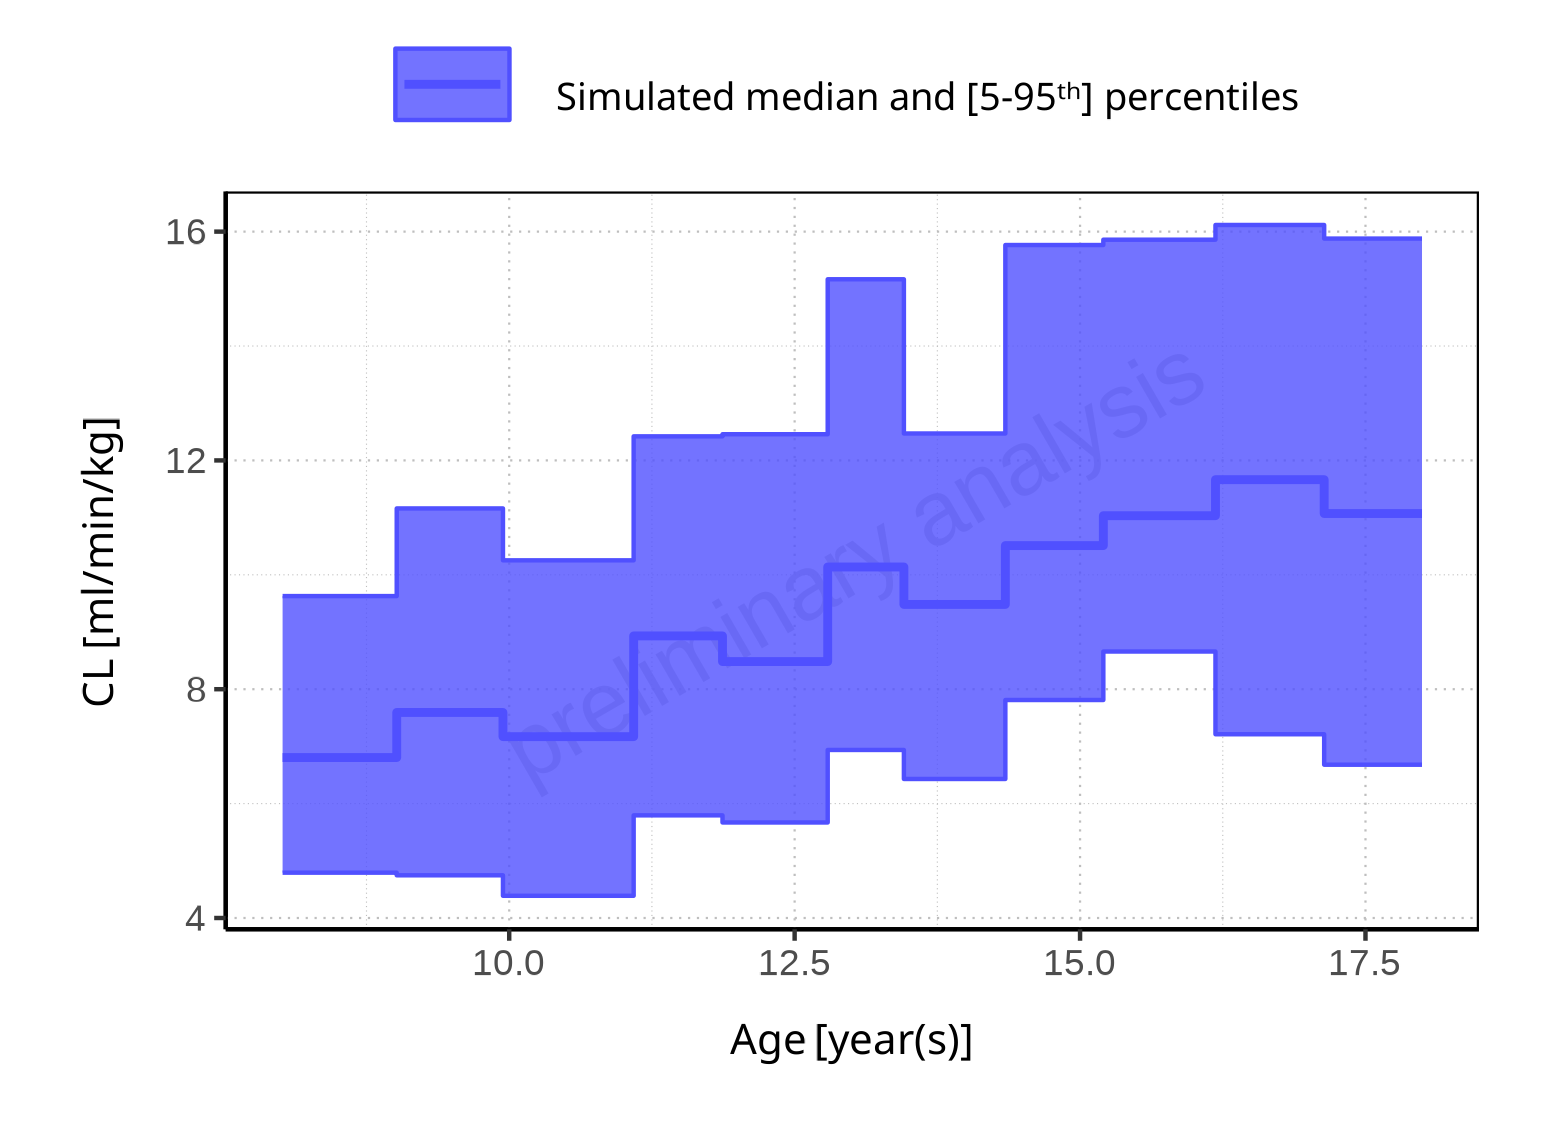 Simulated median and [5-95ᵗʰ] percentiles
16
12
8
4
CL [ml/min/kg]
preliminary analysis
10.0 12.5 15.0 17.5
Age [year(s)]